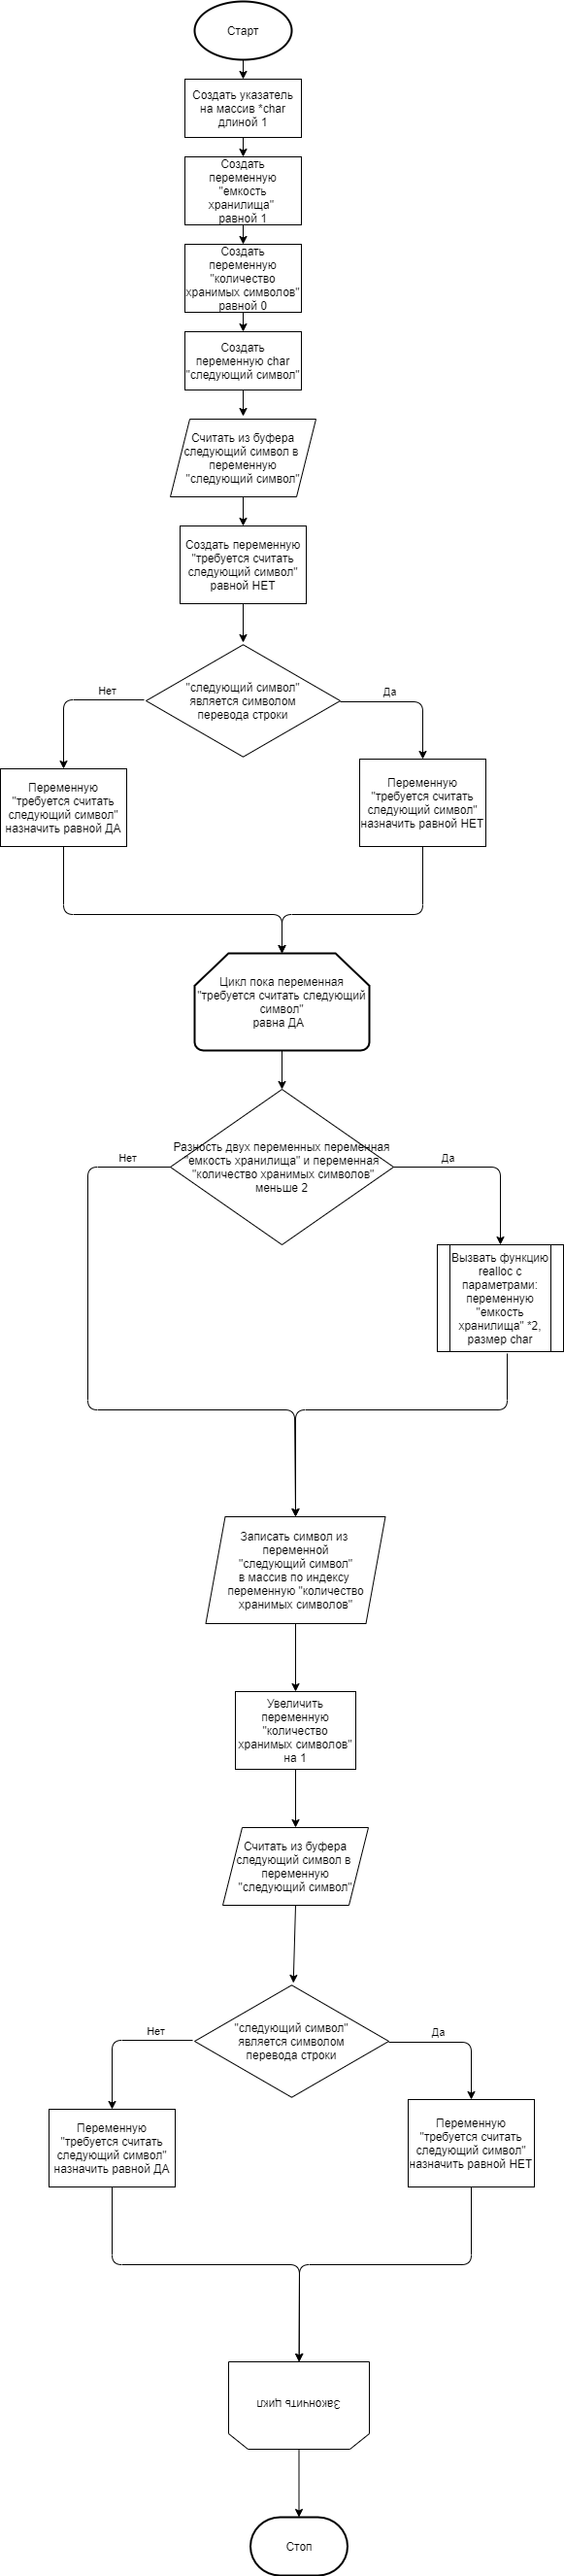 Старт
Создать указатель
на массив *char
длиной 1
Создать
переменную
"емкость
хранилища"
равной 1
Создать
переменную
"количество
хранимых символов"
равной 0
Создать
переменную char
"следующий символ"
Считать из буфера
следующий символ в
переменную
"следующий символ"
Создать переменную
"требуется считать
следующий символ"
равной НЕТ
"следующий символ"
является символом
перевода строки
Нет
Да
Переменную
"требуется считать
следующий символ"
назначить равной ДА
Переменную
"требуется считать
следующий символ"
назначить равной НЕТ
Цикл пока переменная
"требуется считать следующий
символ"
равна ДА
Разность двух переменных переменная
"емкость хранилища" и переменная
"количество хранимых символов"
меньше 2
Нет
Да
Вызвать функцию
realloc с
параметрами:
переменную
"емкость
хранилища" *2,
размер char
Записать символ из
переменной
"следующий символ"
в массив по индексу
переменную "количество
хранимых символов"
Увеличить
переменную
"количество
хранимых символов"
на 1
Считать из буфера
следующий символ в
переменную
"следующий символ"
"следующий символ"
является символом
перевода строки
Нет
Да
Переменную
"требуется считать
следующий символ"
назначить равной ДА
Переменную
"требуется считать
следующий символ"
назначить равной НЕТ
Закончить цикл
Стоп